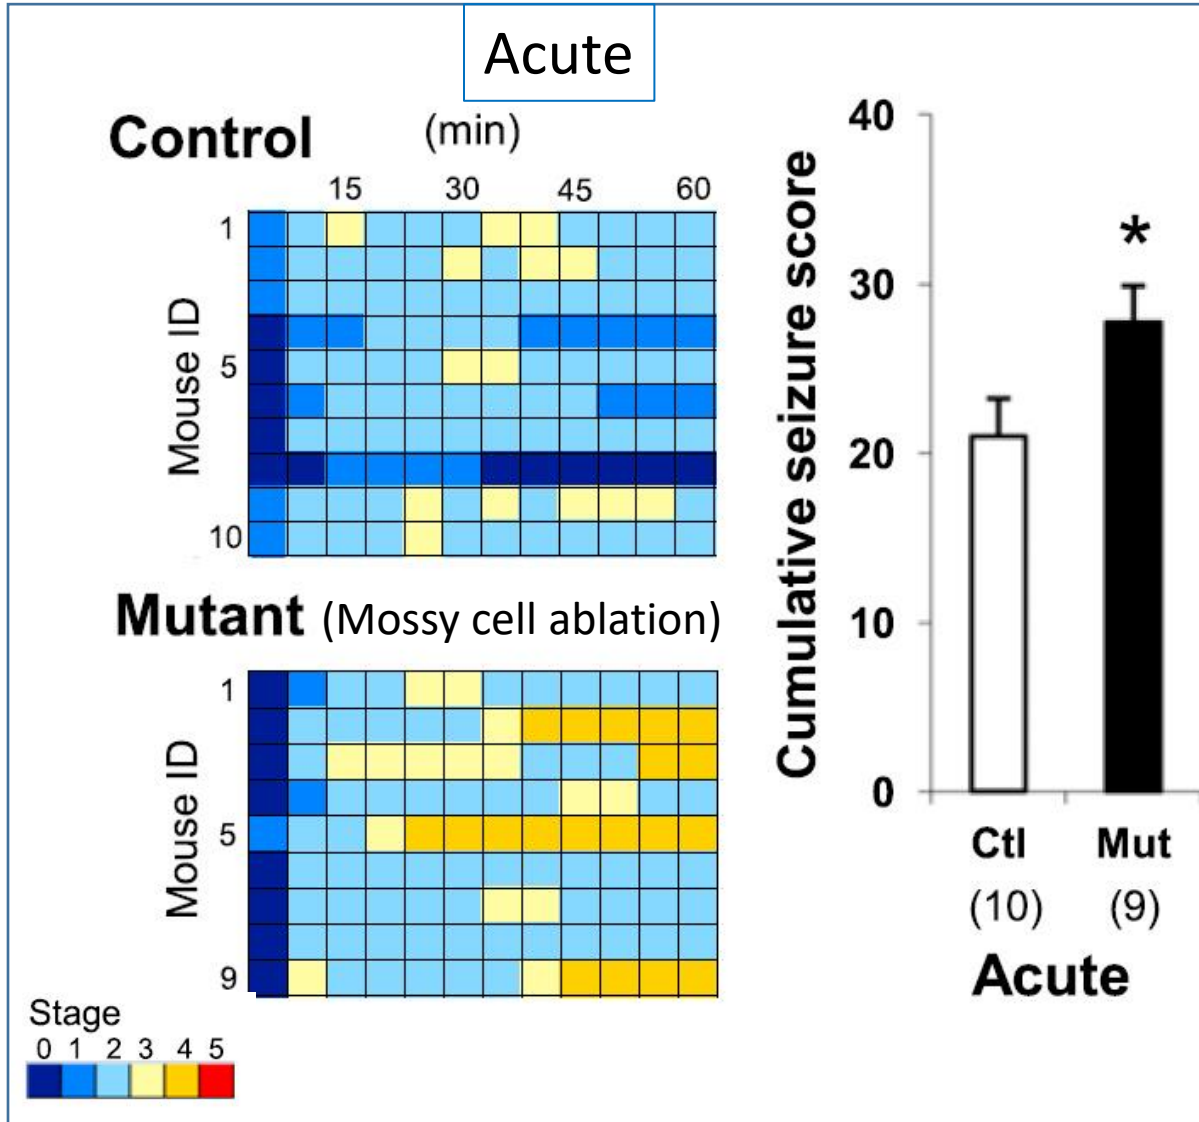 Acute
Control (min)
15 30 45 60
Mouse ID
1
5
10
Mutant (Mossy cell ablation)
Mouse ID
1
5
9
Stage
0 1 2 3 4 5
Cumulative seizure score
40
30
20
10
0
*
Ctl Mut
(10) (9)
Acute